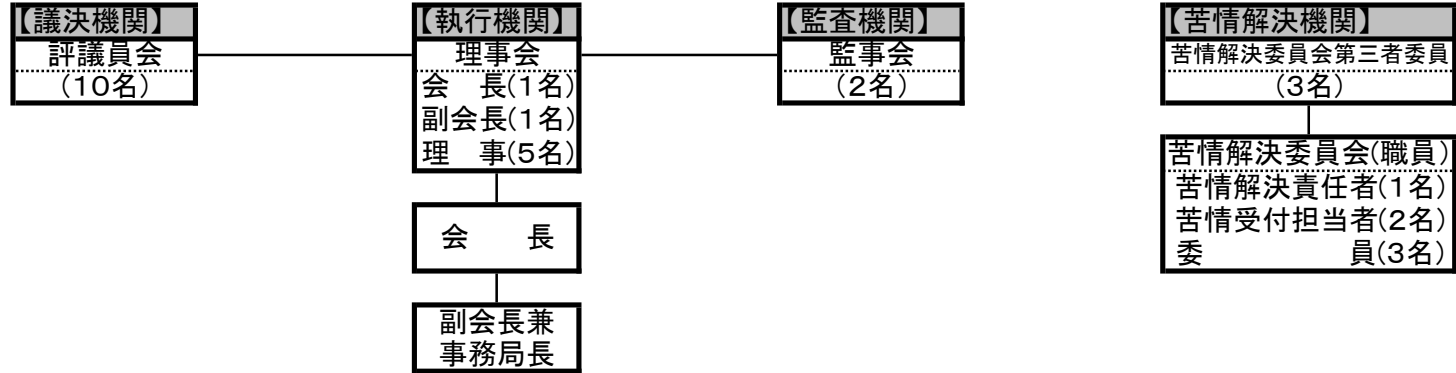 【議決機関】
評議員会
(10名)
【執行機関】
理事会
会　長(1名)
副会長(1名)
理　事(5名)
会　　長
副会長兼
事務局長
【監査機関】
監事会
(2名)
【苦情解決機関】
苦情解決委員会第三者委員
(3名)
苦情解決委員会(職員)
苦情解決責任者(1名)
苦情受付担当者(2名)
委　　　　　員(3名)